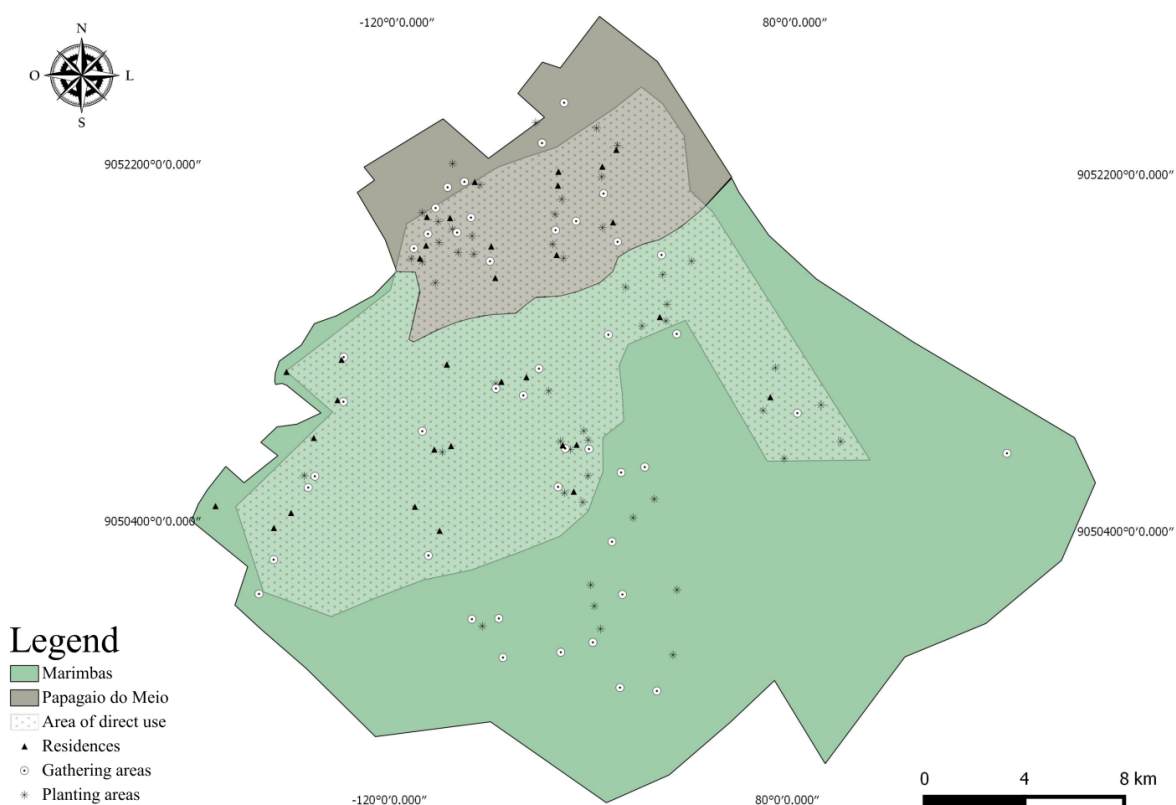 -120°0′0.000″ 80°0′0.000″
N
O L
S
9052200°0′0.000″ 9052200°0′0.000″
9050400°0′0.000″ 9050400°0′0.000″
Legend
Marimbas
Papagaio do Meio
Area of direct use
Residences
Gathering areas
Planting areas
0 4 8 km
-120°0′0.000″ 80°0′0.000″